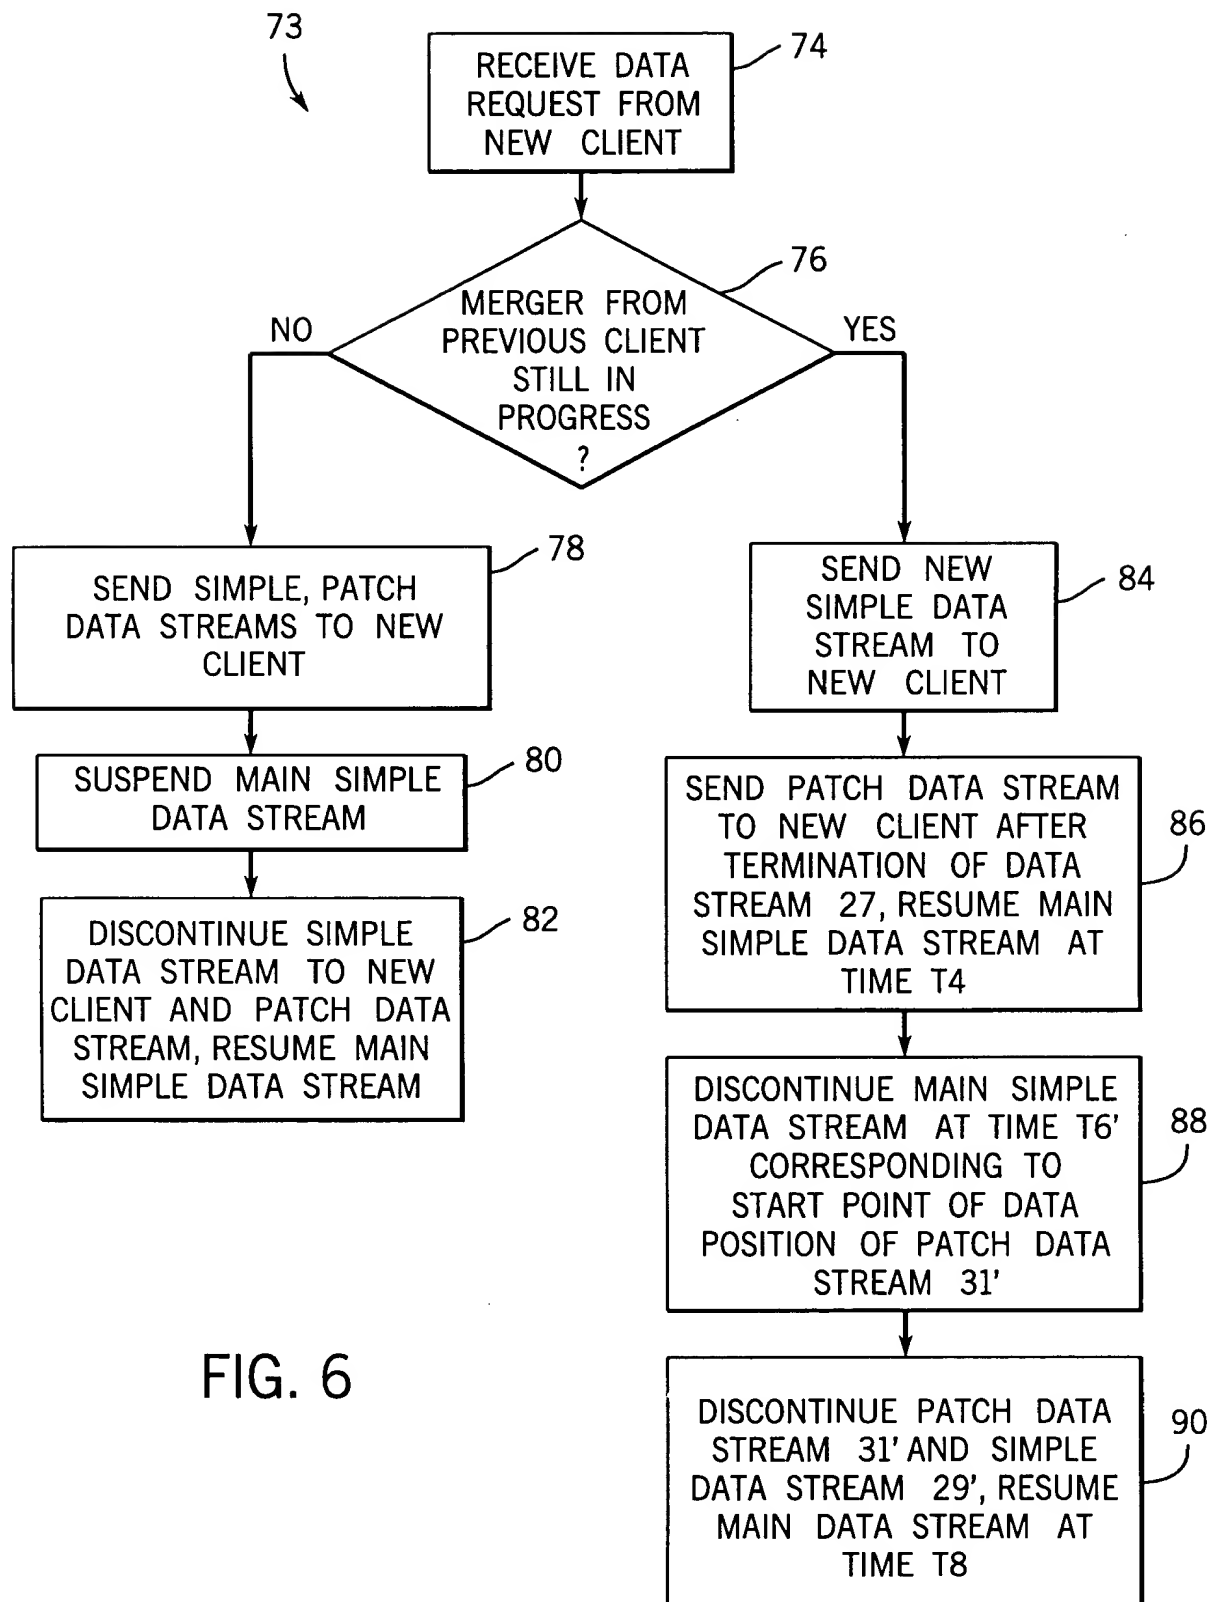 73
74
RECEIVE DATA
REQUEST FROM
NEW CLIENT
76
MERGER FROM
PREVIOUS CLIENT
STILL IN
PROGRESS
?
NO
YES
78
SEND SIMPLE, PATCH
DATA STREAMS TO NEW
CLIENT
80
SUSPEND MAIN SIMPLE
DATA STREAM
82
DISCONTINUE SIMPLE
DATA STREAM TO NEW
CLIENT AND PATCH DATA
STREAM, RESUME MAIN
SIMPLE DATA STREAM
84
SEND NEW
SIMPLE DATA
STREAM TO
NEW CLIENT
86
SEND PATCH DATA STREAM
TO NEW CLIENT AFTER
TERMINATION OF DATA
STREAM 27, RESUME MAIN
SIMPLE DATA STREAM AT
TIME T4
88
DISCONTINUE MAIN SIMPLE
DATA STREAM AT TIME T6'
CORRESPONDING TO
START POINT OF DATA
POSITION OF PATCH DATA
STREAM 31'
90
DISCONTINUE PATCH DATA
STREAM 31' AND SIMPLE
DATA STREAM 29', RESUME
MAIN DATA STREAM AT
TIME T8
FIG. 6